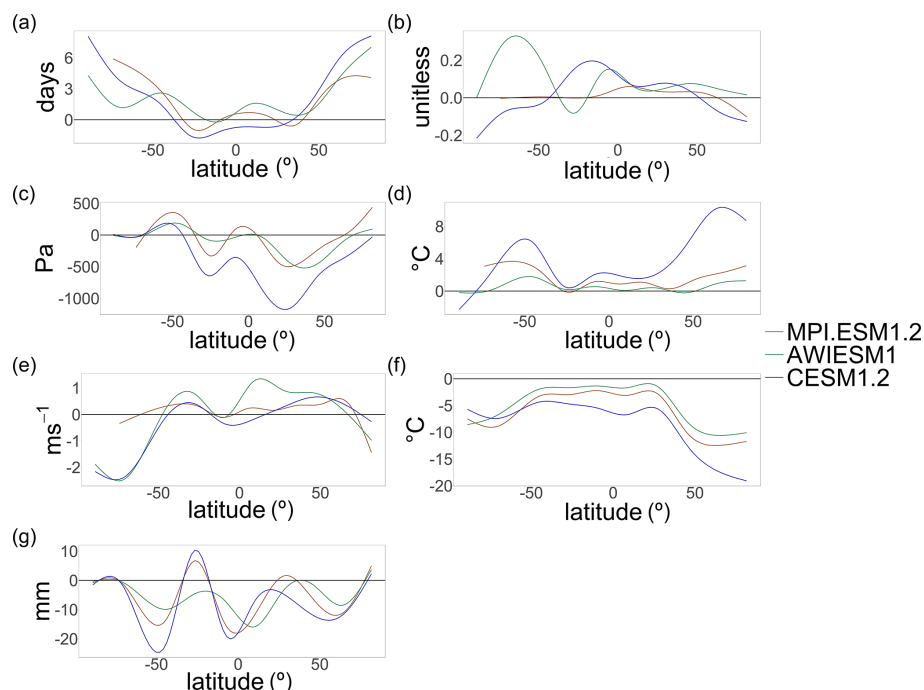 (a)
days
6
3
0
-50
0
50
latitude (º)
(b)
unitless
0.2
0.0
-0.2
-50
0
50
latitude (º)
(c)
Pa
500
0
-500
-1000
-50
0
50
latitude (º)
(d)
°C
8
4
0
-50
0
50
latitude (º)
MPI.ESM1.2
AWIESM1
CESM1.2
(e)
ms⁻¹
1
0
-1
-2
-50
0
50
latitude (º)
(f)
°C
0
-5
-10
-15
-20
-50
0
50
latitude (º)
(g)
mm
10
0
-10
-20
-50
0
50
latitude (º)